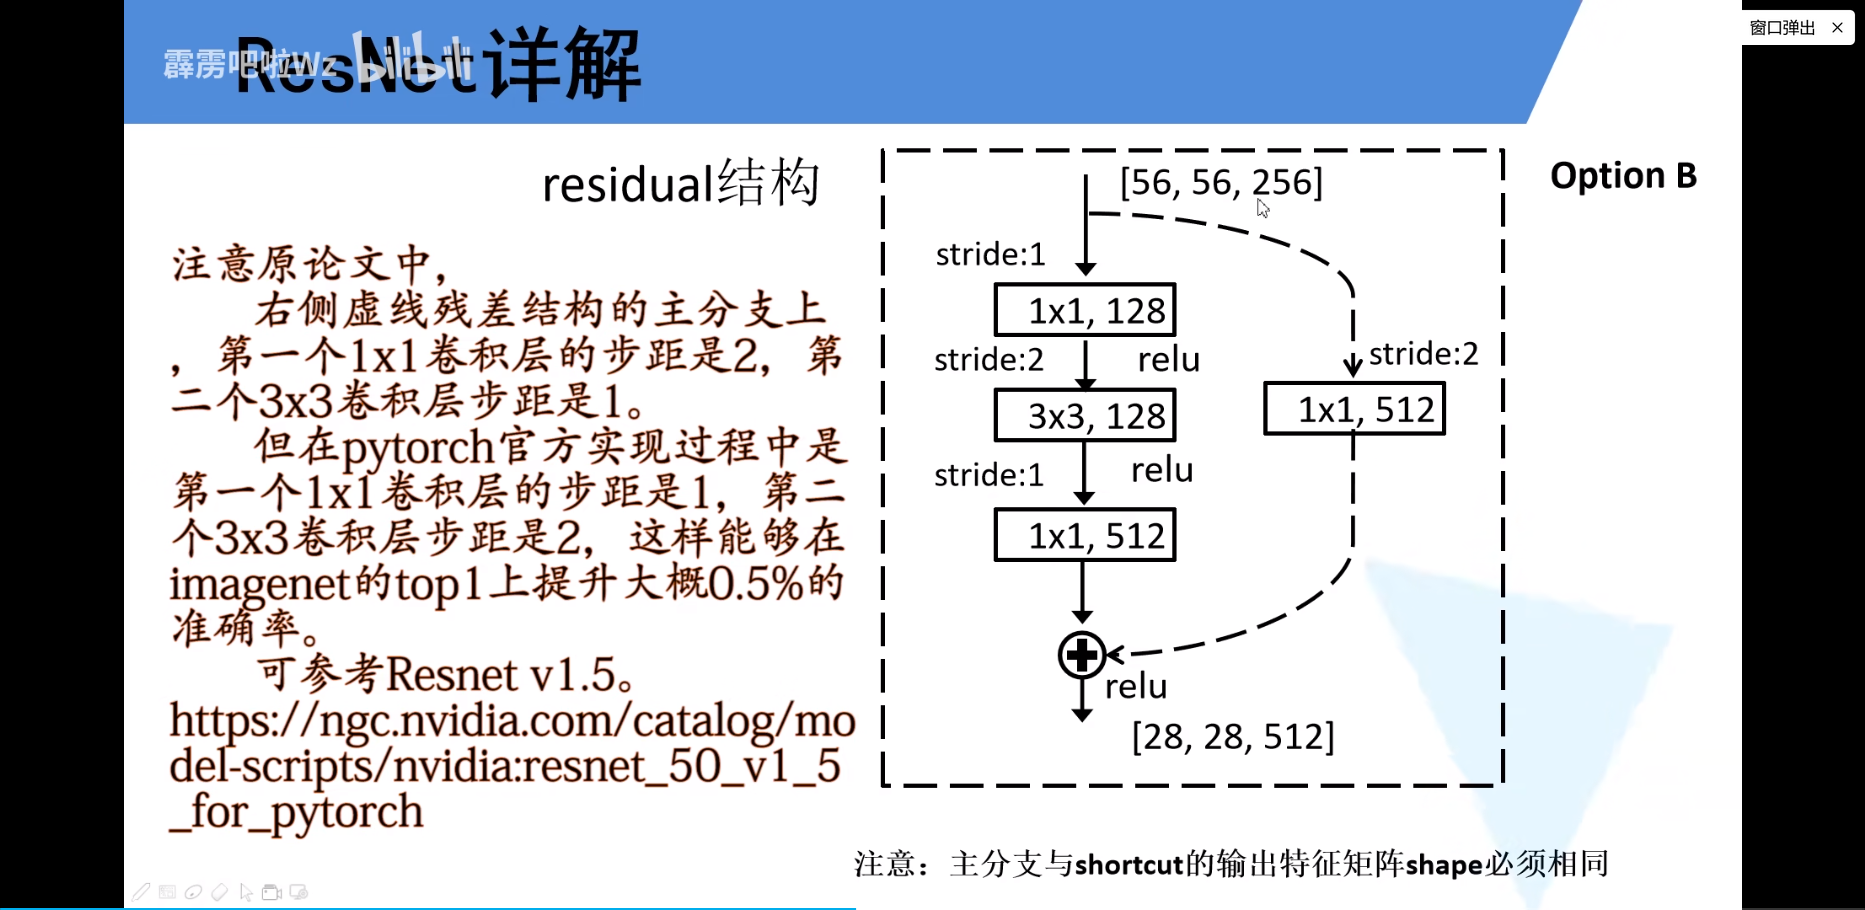 窗口弹出 ×
霹雳吧啦Wz bilibili
ResNet详解
residual结构
注意原论文中，
右侧虚线残差结构的主分支上
，第一个1x1卷积层的步距是2，第
二个3x3卷积层步距是1。
但在pytorch官方实现过程中是
第一个1x1卷积层的步距是1，第二
个3x3卷积层步距是2，这样能够在
imagenet的top1上提升大概0.5%的
准确率。
可参考Resnet v1.5。
https://ngc.nvidia.com/catalog/mo
del-scripts/nvidia:resnet_50_v1_5
_for_pytorch
Option B
[56, 56, 256]
stride:1
1x1, 128
stride:2
relu
3x3, 128
stride:2
1x1, 512
stride:1
relu
1x1, 512
relu
[28, 28, 512]
注意：主分支与shortcut的输出特征矩阵shape必须相同